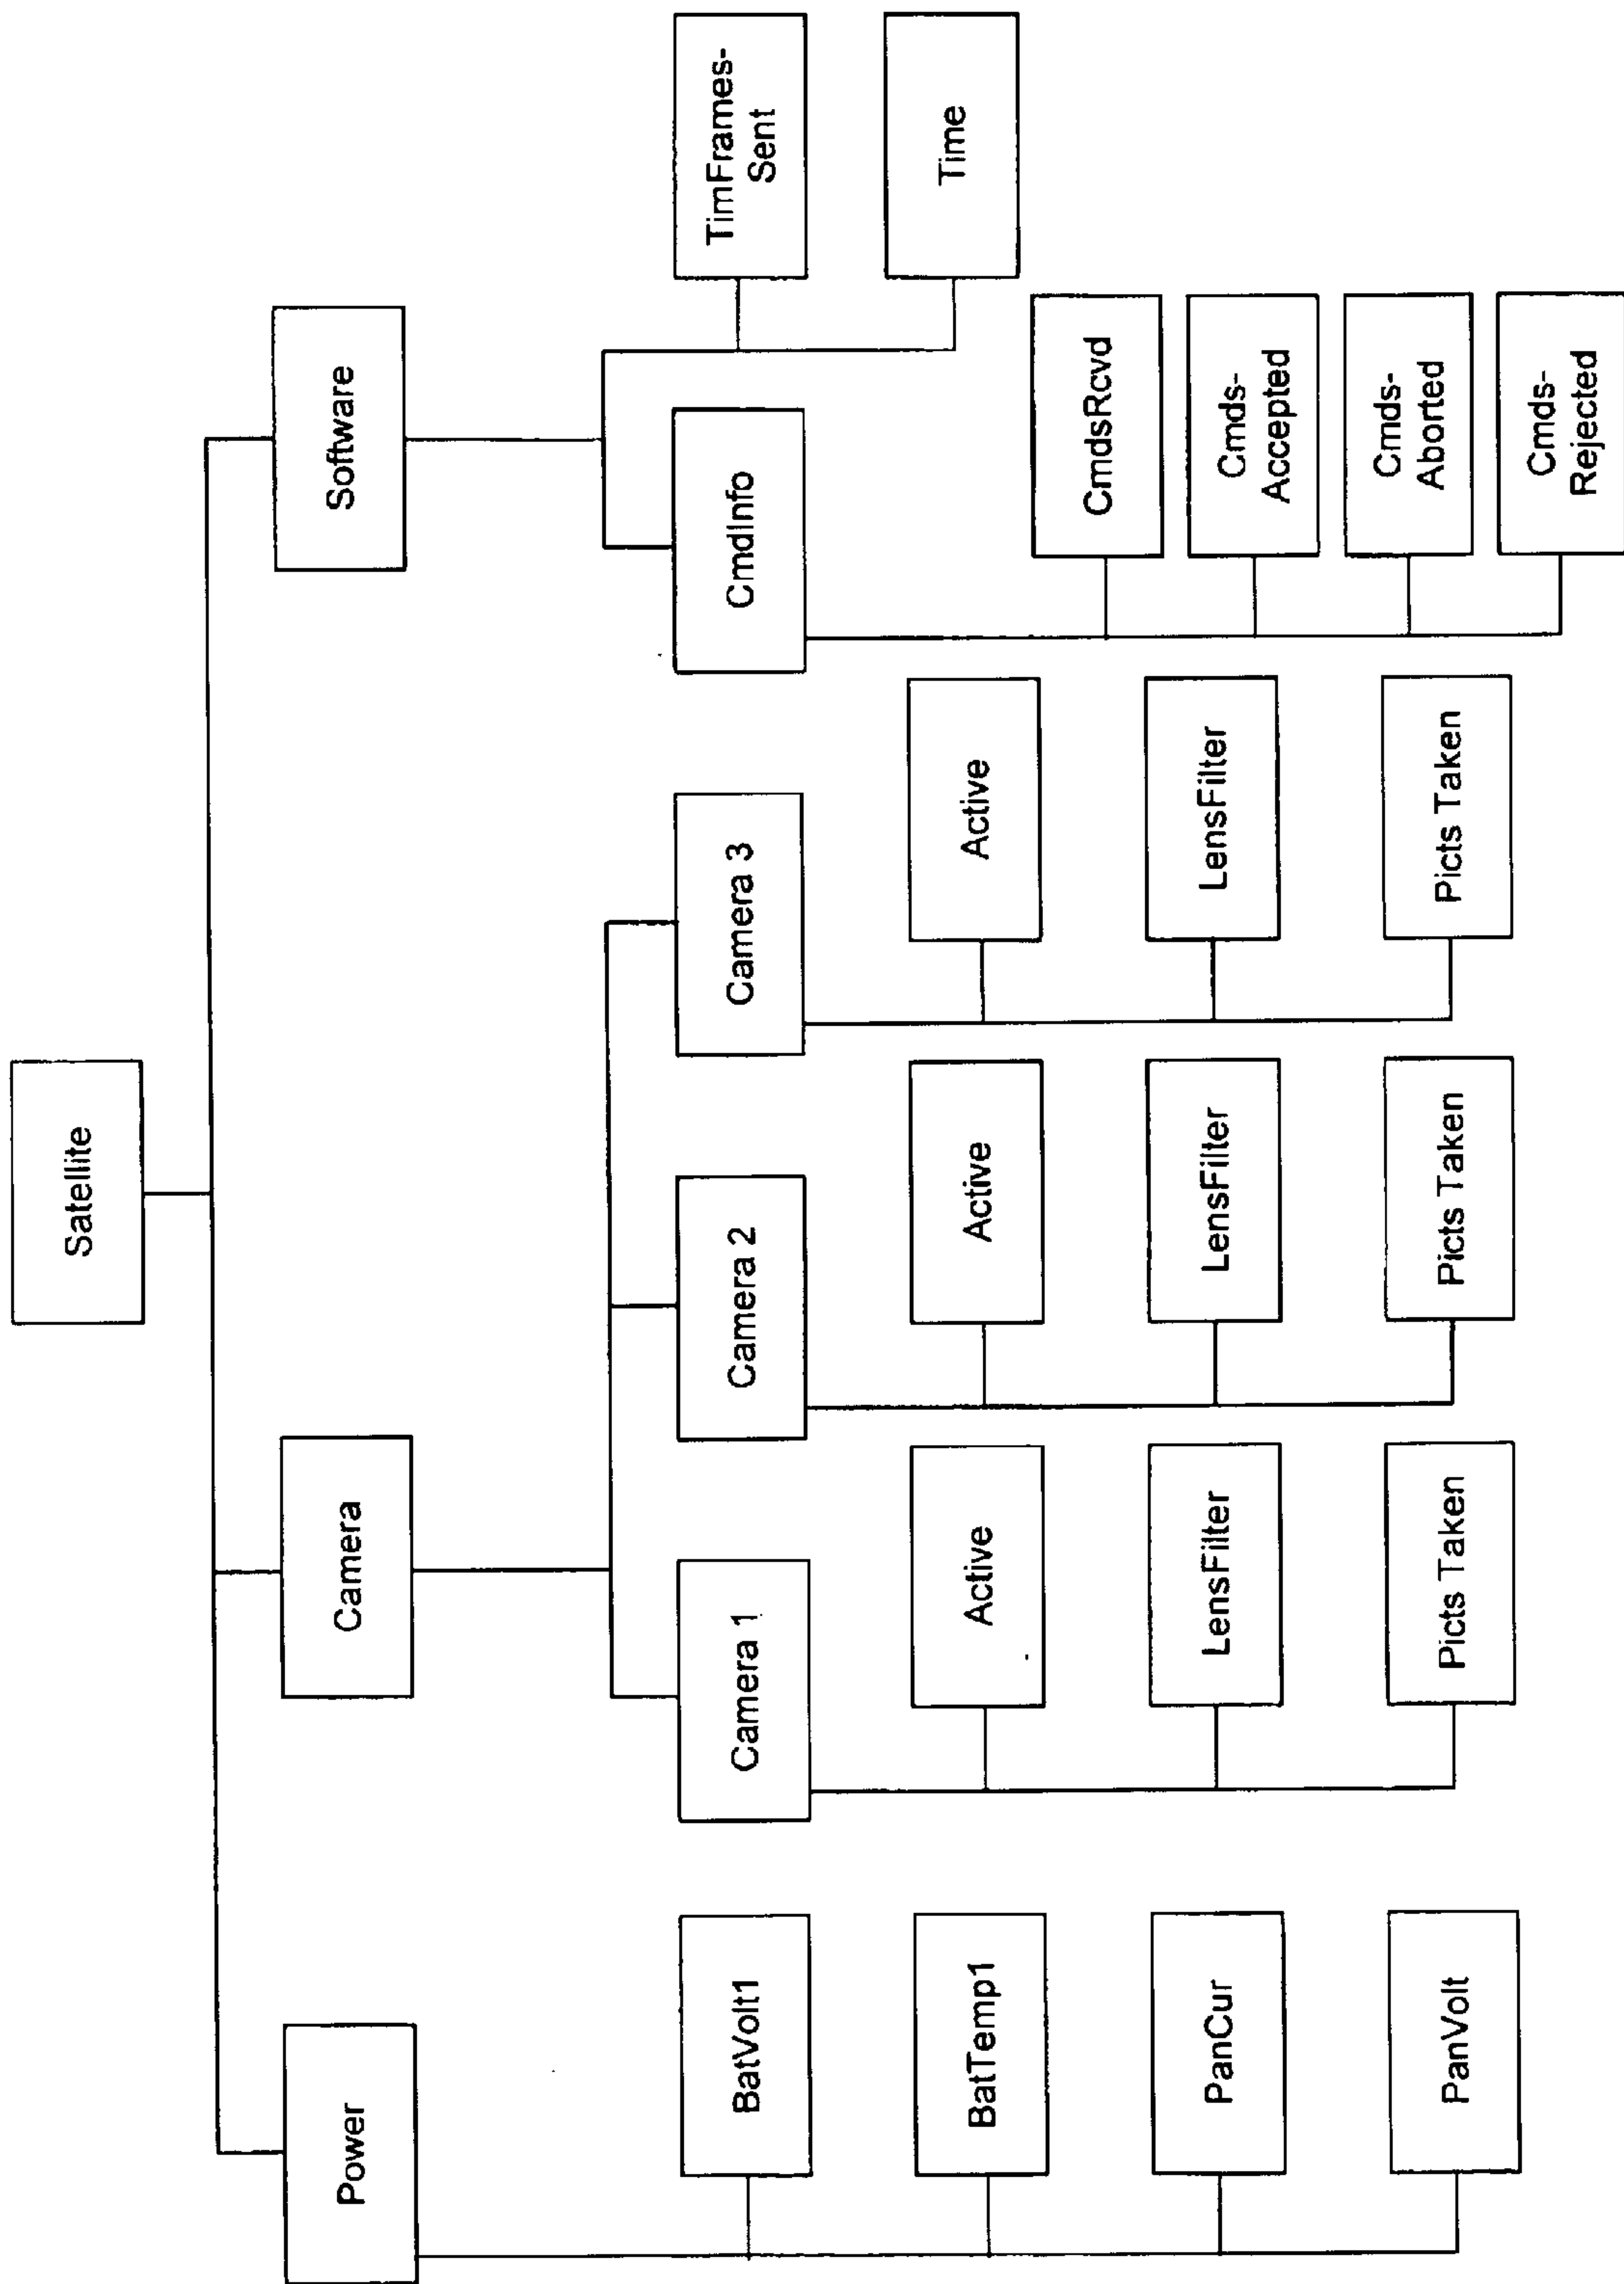 Satellite
Power
Camera
Software
BatVolt1
BatTemp1
PanCur
PanVolt
Camera 1
Active
LensFilter
Picts Taken
Camera 2
Active
LensFilter
Picts Taken
Camera 3
Active
LensFilter
Picts Taken
CmdInfo
CmdsRcvd
Cmds-
Accepted
Cmds-
Aborted
Cmds-
Rejected
TimFrames-
Sent
Time